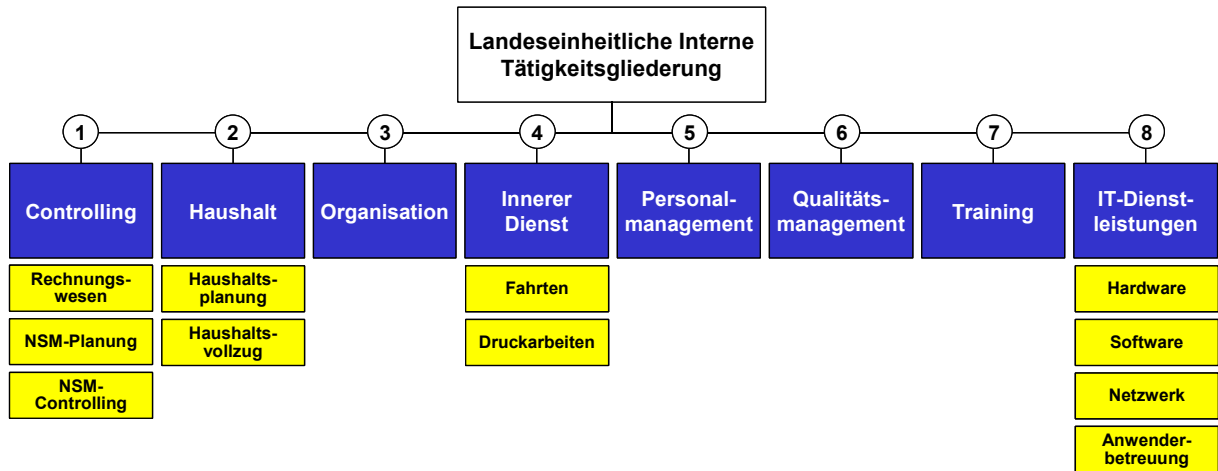 Landeseinheitliche Interne
Tätigkeitsgliederung
1
2
3
4
5
6
7
8
Controlling
Haushalt
Organisation
Innerer
Dienst
Personal-
management
Qualitäts-
management
Training
IT-Dienst-
leistungen
Rechnungs-
wesen
NSM-Planung
NSM-
Controlling
Haushalts-
planung
Haushalts-
vollzug
Fahrten
Druckarbeiten
Hardware
Software
Netzwerk
Anwender-
betreuung